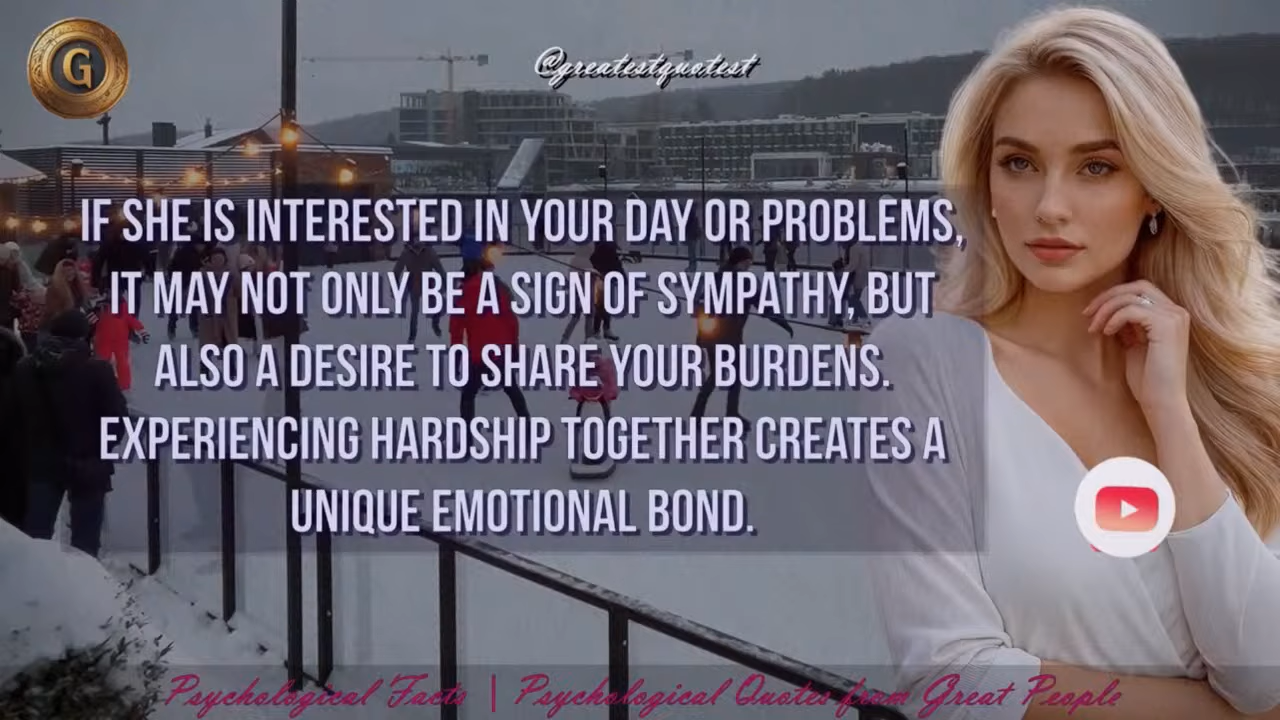 G
@greatestquotest
IF SHE IS INTERESTED IN YOUR DAY OR PROBLEMS,
IT MAY NOT ONLY BE A SIGN OF SYMPATHY, BUT
ALSO A DESIRE TO SHARE YOUR BURDENS.
EXPERIENCING HARDSHIP TOGETHER CREATES A
UNIQUE EMOTIONAL BOND.
Psychological Facts | Psychological Quotes from Great People